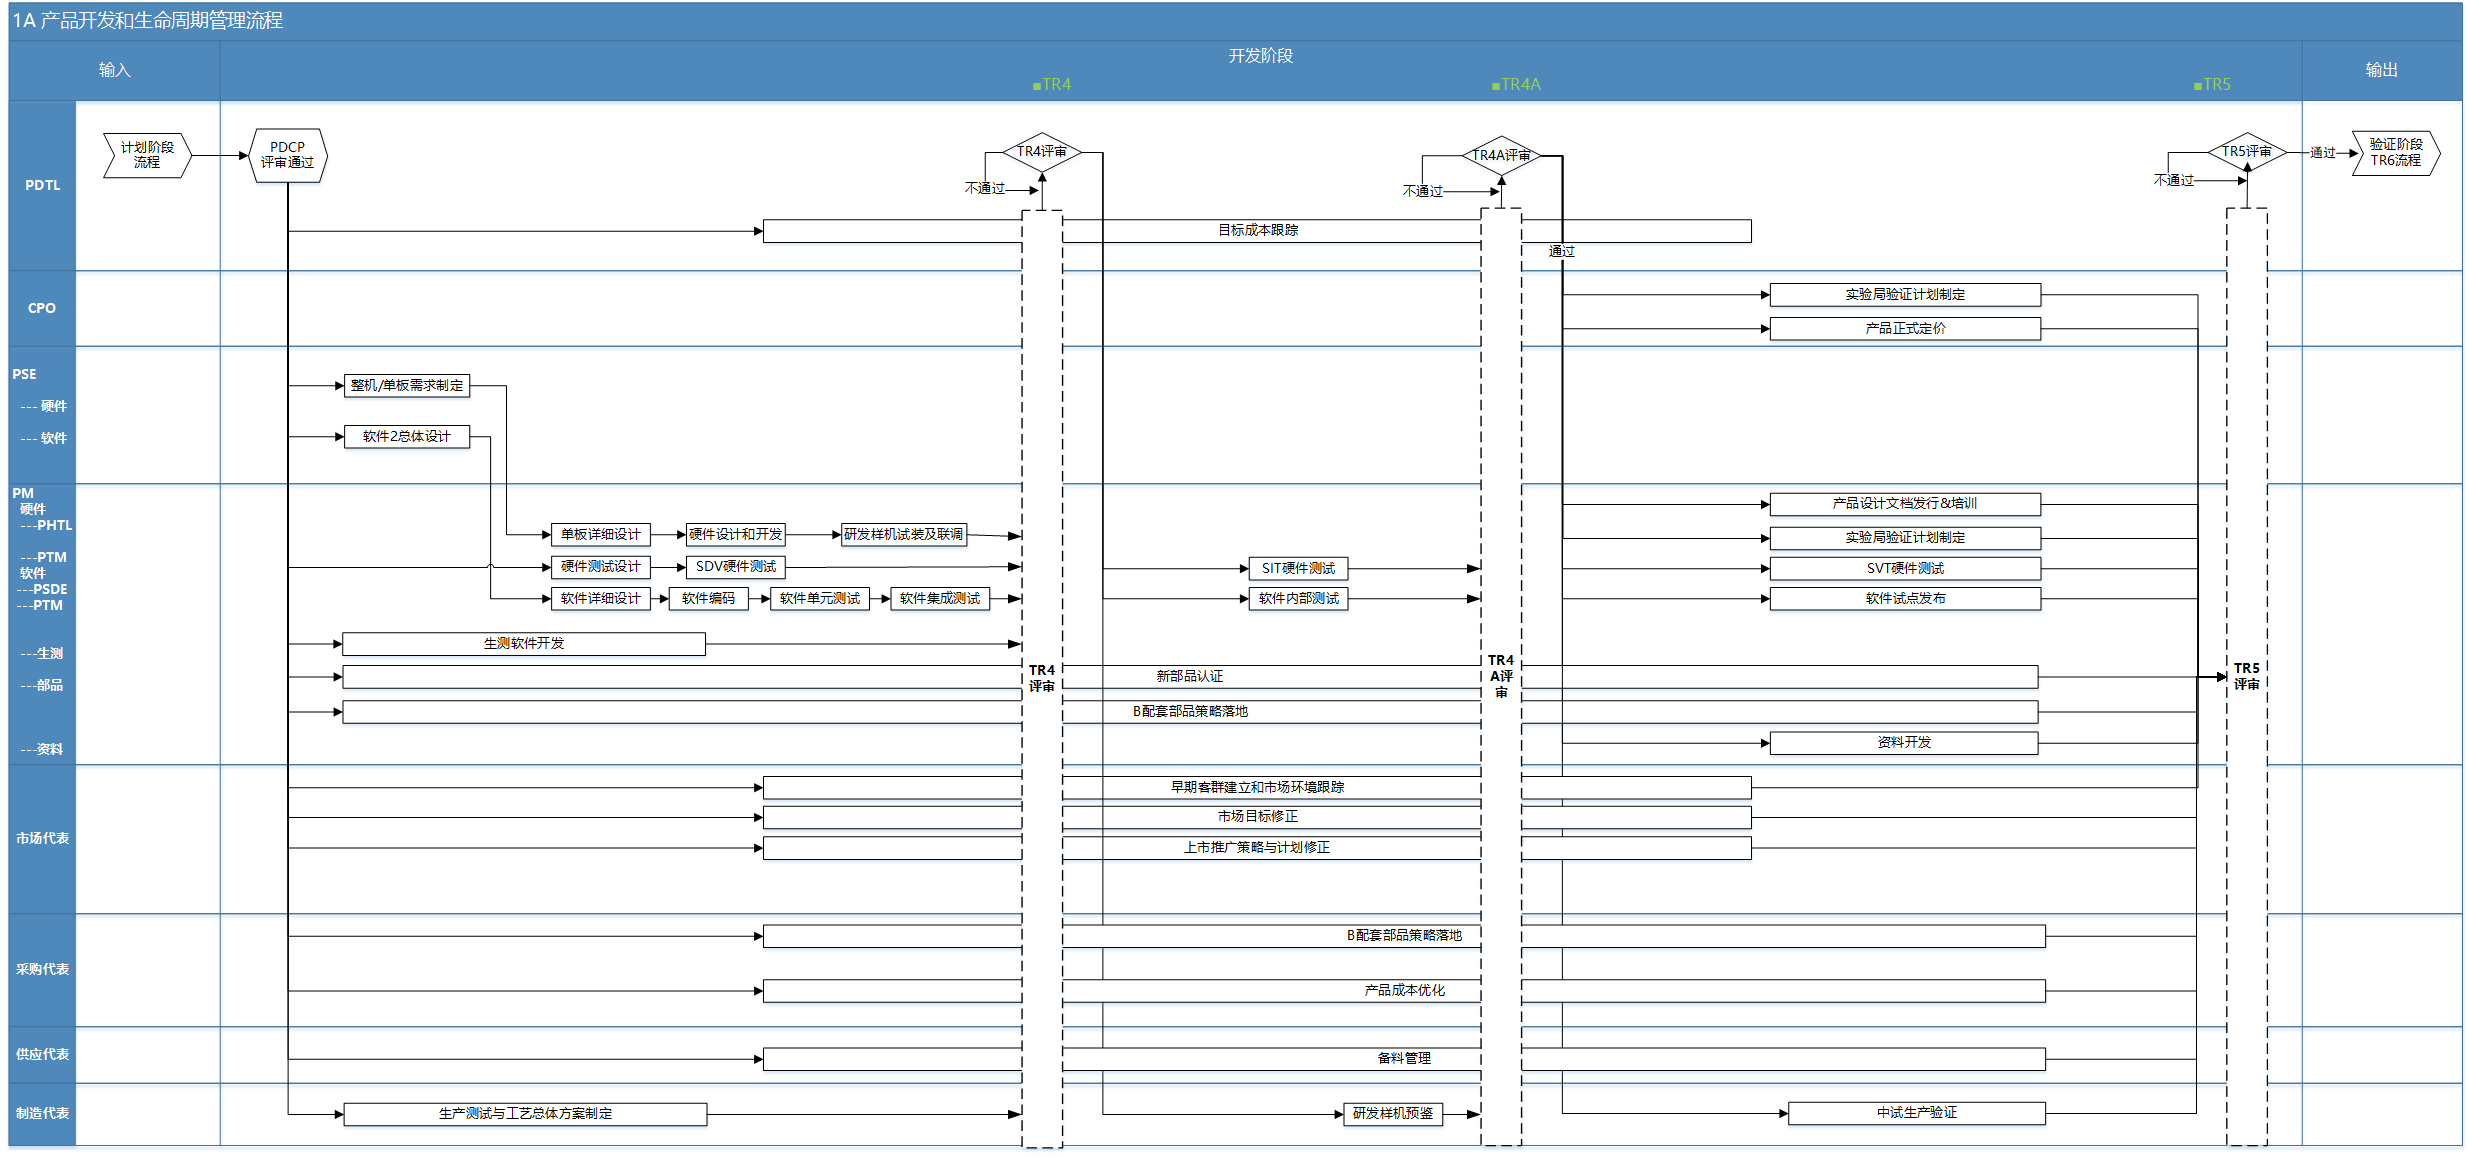 1A 产品开发和生命周期管理流程
输入
开发阶段
■TR4
■TR4A
■TR5
输出
PDTL
计划阶段
流程
PDCP
评审通过
TR4评审
不通过
TR4A评审
不通过
TR5评审
不通过
通过
验证阶段
TR6流程
目标成本跟踪
通过
CPO
实验局验证计划制定
产品正式定价
PSE
--- 硬件
--- 软件
整机/单板需求制定
软件2总体设计
PM
硬件
---PHTL
---PTM
软件
---PSDE
---PTM
---生测
---部品
---资料
产品设计文档发行&培训
单板详细设计
硬件设计和开发
研发样机试装及联调
实验局验证计划制定
硬件测试设计
SDV硬件测试
SIT硬件测试
SVT硬件测试
软件详细设计
软件编码
软件单元测试
软件集成测试
软件内部测试
软件试点发布
生测软件开发
新部品认证
TR4
评审
TR4
A评
审
TR5
评审
B配套部品策略落地
资料开发
市场代表
早期客群建立和市场环境跟踪
市场目标修正
上市推广策略与计划修正
采购代表
B配套部品策略落地
产品成本优化
供应代表
备料管理
制造代表
生产测试与工艺总体方案制定
研发样机预鉴
中试生产验证